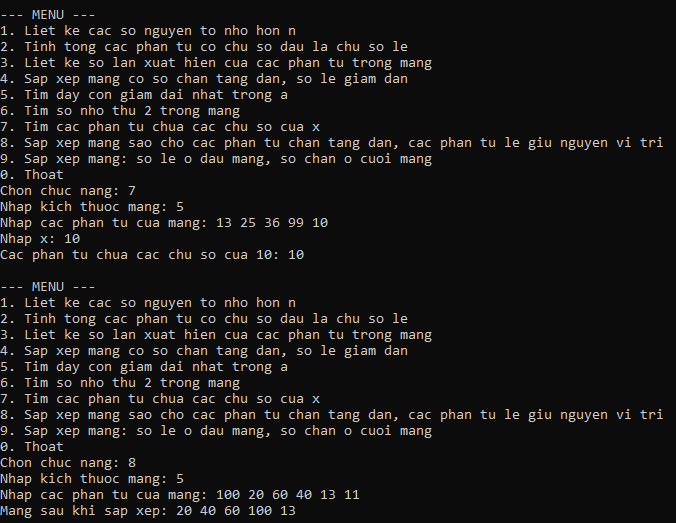 --- MENU ---
1. Liet ke cac so nguyen to nho hon n
2. Tinh tong cac phan tu co chu so dau la chu so le
3. Liet ke so lan xuat hien cua cac phan tu trong mang
4. Sap xep mang co so chan tang dan, so le giam dan
5. Tim day con giam dai nhat trong a
6. Tim so nho thu 2 trong mang
7. Tim cac phan tu chua cac chu so cua x
8. Sap xep mang sao cho cac phan tu chan tang dan, cac phan tu le giu nguyen vi tri
9. Sap xep mang: so le o dau mang, so chan o cuoi mang
0. Thoat
Chon chuc nang: 7
Nhap kich thuoc mang: 5
Nhap cac phan tu cua mang: 13 25 36 99 10
Nhap x: 10
Cac phan tu chua cac chu so cua 10: 10
--- MENU ---
1. Liet ke cac so nguyen to nho hon n
2. Tinh tong cac phan tu co chu so dau la chu so le
3. Liet ke so lan xuat hien cua cac phan tu trong mang
4. Sap xep mang co so chan tang dan, so le giam dan
5. Tim day con giam dai nhat trong a
6. Tim so nho thu 2 trong mang
7. Tim cac phan tu chua cac chu so cua x
8. Sap xep mang sao cho cac phan tu chan tang dan, cac phan tu le giu nguyen vi tri
9. Sap xep mang: so le o dau mang, so chan o cuoi mang
0. Thoat
Chon chuc nang: 8
Nhap kich thuoc mang: 5
Nhap cac phan tu cua mang: 100 20 60 40 13 11
Mang sau khi sap xep: 20 40 60 100 13